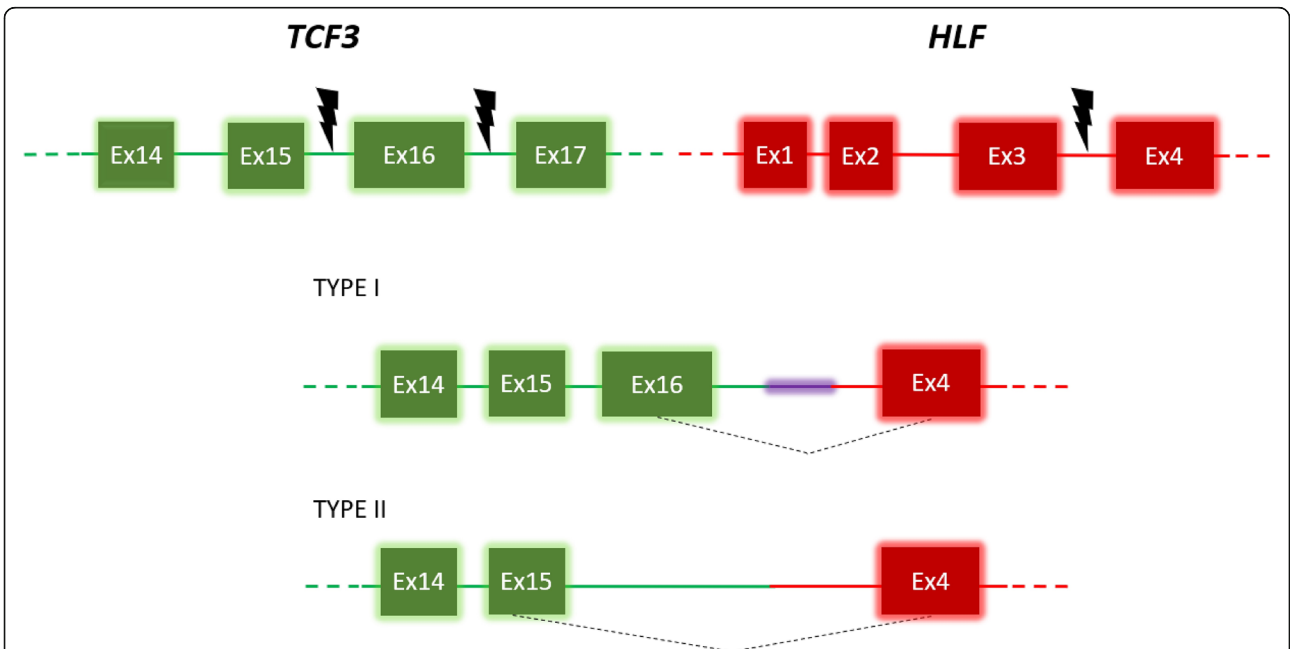 TCF3 HLF
Ex14 Ex15 Ex16 Ex17 Ex1 Ex2 Ex3 Ex4
TYPE I
Ex14 Ex15 Ex16 Ex4
TYPE II
Ex14 Ex15 Ex4